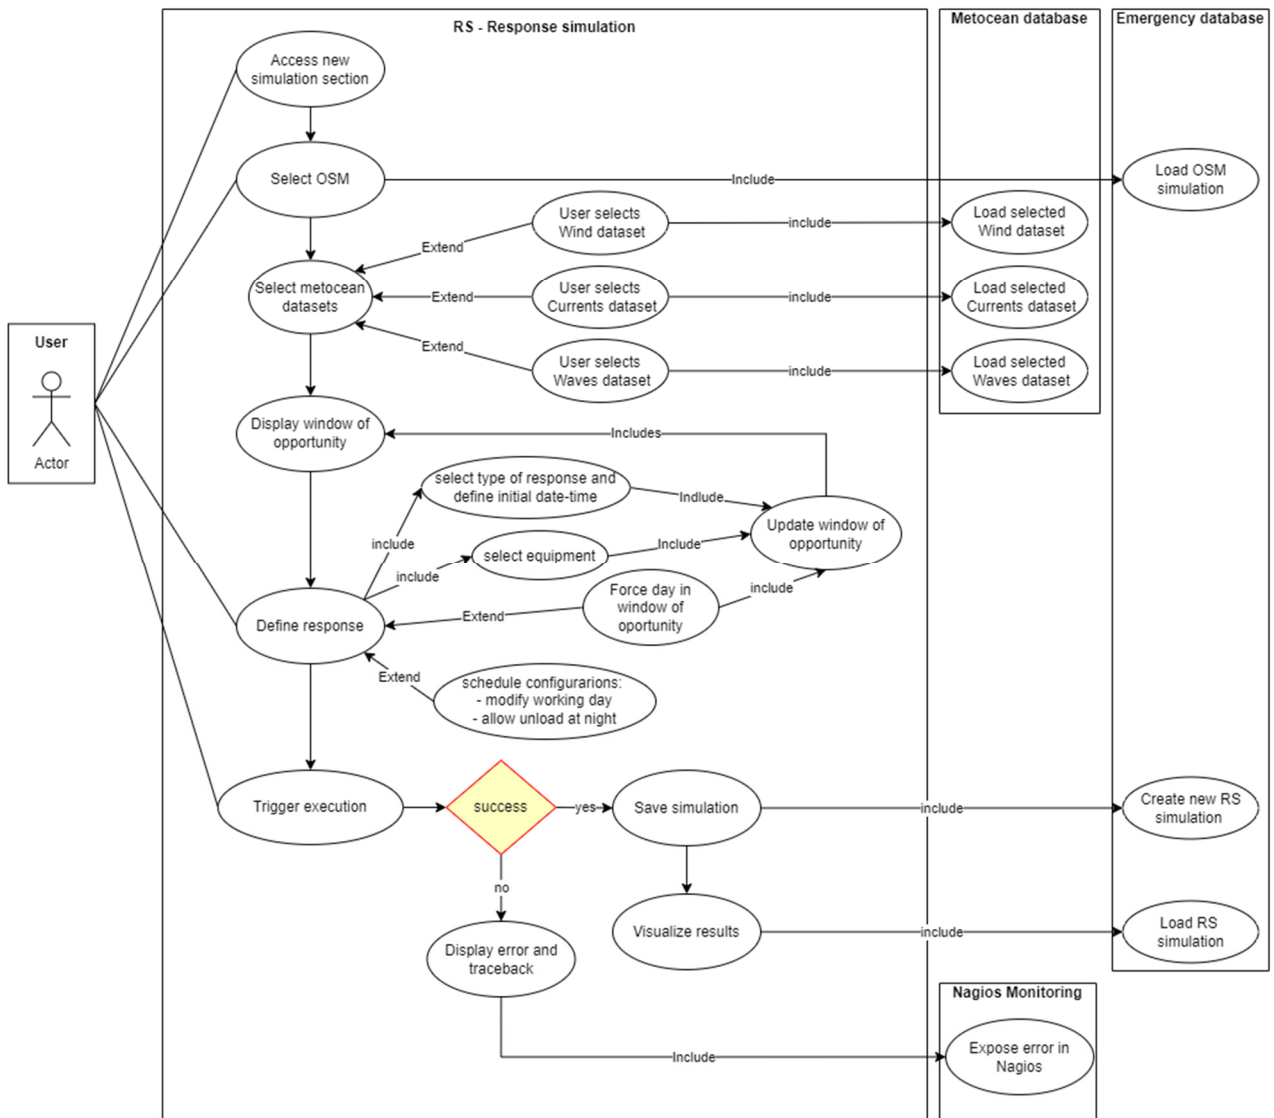 RS - Response simulation
Metocean database
Emergency database
Access new
simulation section
Select OSM
Include
Load OSM
simulation
User selects
Wind dataset
include
Load selected
Wind dataset
Extend
Select metocean
datasets
Extend
User selects
Currents dataset
include
Load selected
Currents dataset
Extend
User selects
Waves dataset
include
Load selected
Waves dataset
User
Actor
Display window of
opportunity
Includes
select type of response and
define initial date-time
Indlude
Update window of
opportunity
include
select equipment
Include
include
Force day in
window of
oportunity
include
Extend
Define response
Extend
schedule configurarions:
- modify working day
- allow unload at night
Trigger execution
success
yes
Save simulation
include
Create new RS
simulation
no
Visualize results
include
Load RS
simulation
Display error and
traceback
Nagios Monitoring
Include
Expose error in
Nagios